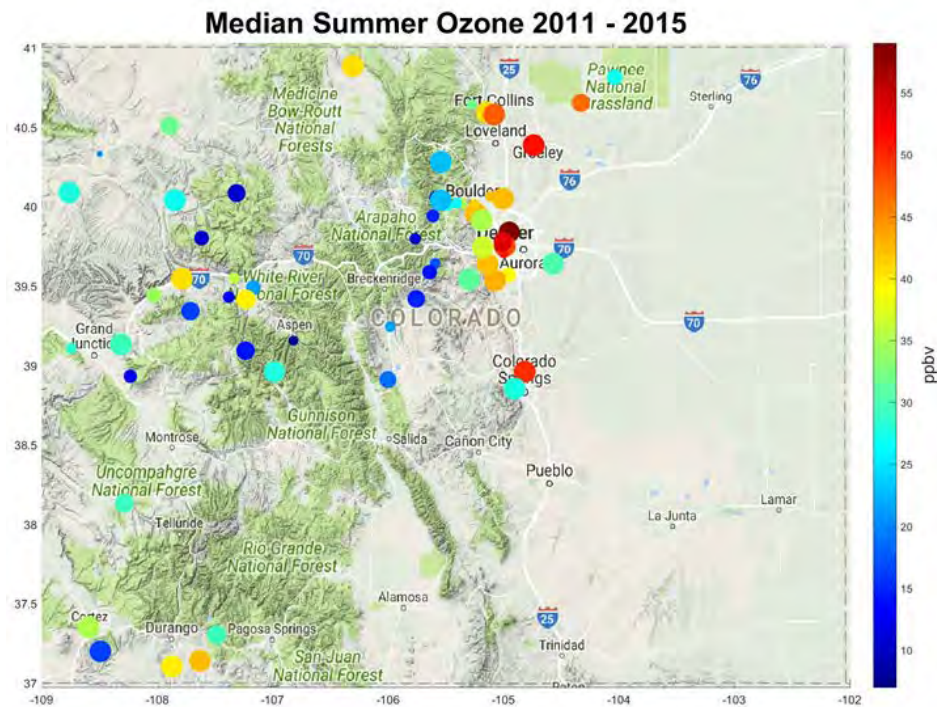 Median Summer Ozone 2011 - 2015
41
40.5
40
39.5
39
38.5
38
37.5
37
-109
-108
-107
-106
-105
-104
-103
-102
Medicine
Bow-Routt
National
Forests
25
Pawnee
National
Grassland
76
Sterling
Fort Collins
Loveland
Greeley
76
Boulder
Arapaho
National Forest
Denver
70
Aurora
70
70
White River
National Forest
Breckenridge
COLORADO
70
Grand
Junction
Aspen
Colorado
Springs
Gunnison
National Forest
Montrose
Salida
Cañon City
Pueblo
Uncompahgre
National Forest
Telluride
La Junta
Lamar
Rio Grande
National Forest
Alamosa
Cortez
Durango
Pagosa Springs
25
San Juan
National Forest
Trinidad
55
50
45
40
35
30
25
20
15
10
ppbv